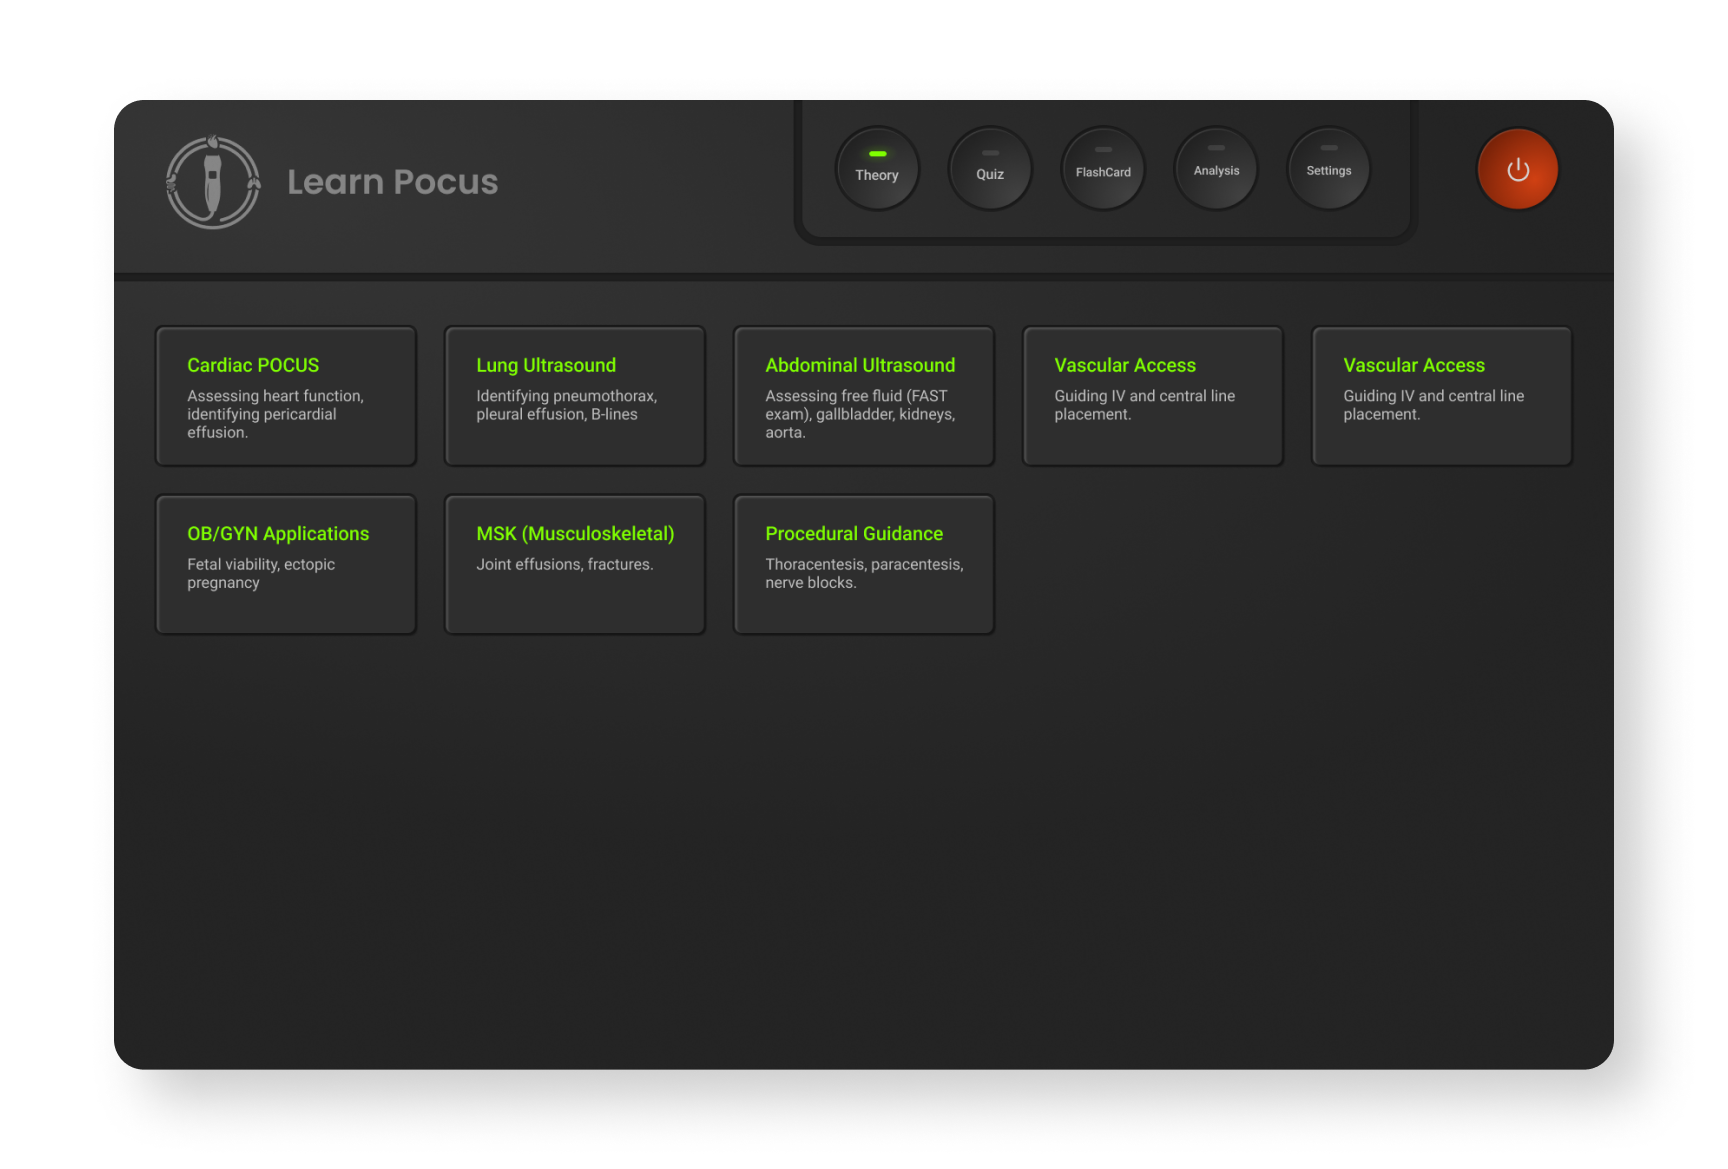 Learn Pocus
Theory
Quiz
FlashCard
Analysis
Settings
Cardiac POCUS
Assessing heart function,
identifying pericardial
effusion.
Lung Ultrasound
Identifying pneumothorax,
pleural effusion, B-lines
Abdominal Ultrasound
Assessing free fluid (FAST
exam), gallbladder, kidneys,
aorta.
Vascular Access
Guiding IV and central line
placement.
Vascular Access
Guiding IV and central line
placement.
OB/GYN Applications
Fetal viability, ectopic
pregnancy
MSK (Musculoskeletal)
Joint effusions, fractures.
Procedural Guidance
Thoracentesis, paracentesis,
nerve blocks.